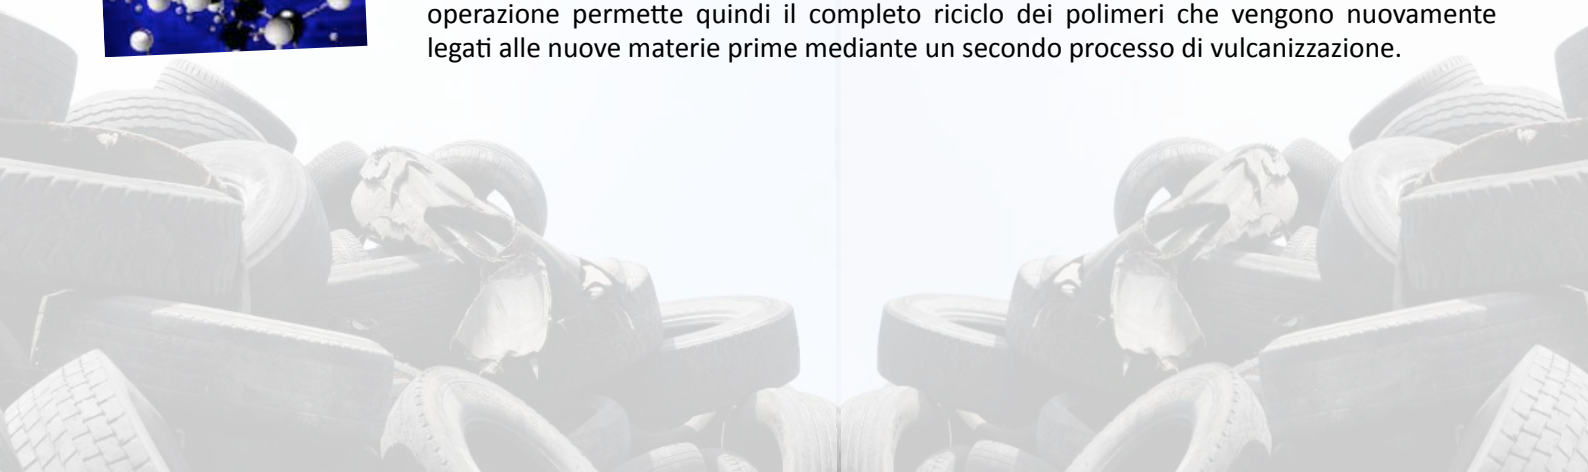 operazione permette quindi il completo riciclo dei polimeri che vengono nuovamente
legati alle nuove materie prime mediante un secondo processo di vulcanizzazione.